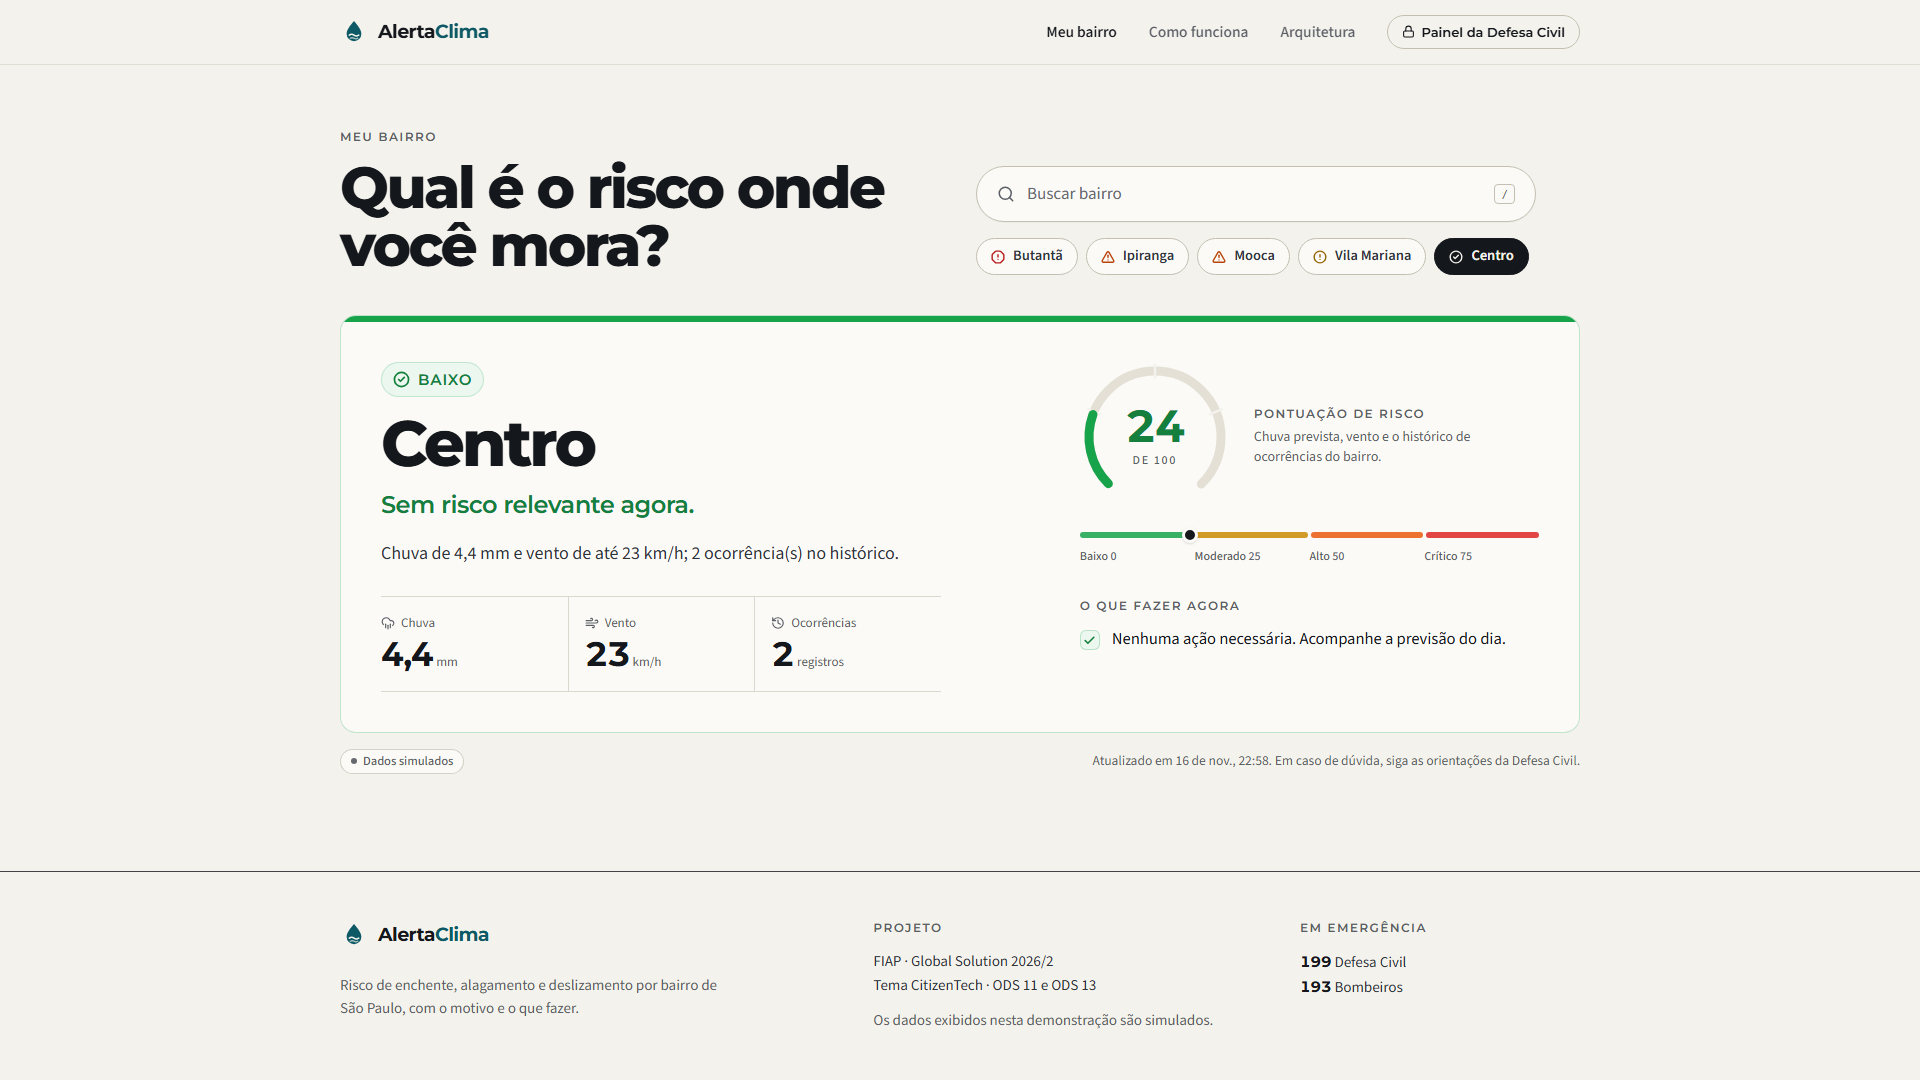 AlertaClima
Meu bairro
Como funciona
Arquitetura
Painel da Defesa Civil
MEU BAIRRO
Qual é o risco onde
você mora?
Buscar bairro
/
Butantã
Ipiranga
Mooca
Vila Mariana
Centro
BAIXO
Centro
Sem risco relevante agora.
Chuva de 4,4 mm e vento de até 23 km/h; 2 ocorrência(s) no histórico.
Chuva
4,4 mm
Vento
23 km/h
Ocorrências
2 registros
24
DE 100
PONTUAÇÃO DE RISCO
Chuva prevista, vento e o histórico de
ocorrências do bairro.
Baixo 0
Moderado 25
Alto 50
Crítico 75
O QUE FAZER AGORA
Nenhuma ação necessária. Acompanhe a previsão do dia.
Dados simulados
Atualizado em 16 de nov., 22:58. Em caso de dúvida, siga as orientações da Defesa Civil.
AlertaClima
Risco de enchente, alagamento e deslizamento por bairro de
São Paulo, com o motivo e o que fazer.
PROJETO
FIAP · Global Solution 2026/2
Tema CitizenTech · ODS 11 e ODS 13
Os dados exibidos nesta demonstração são simulados.
EM EMERGÊNCIA
199 Defesa Civil
193 Bombeiros